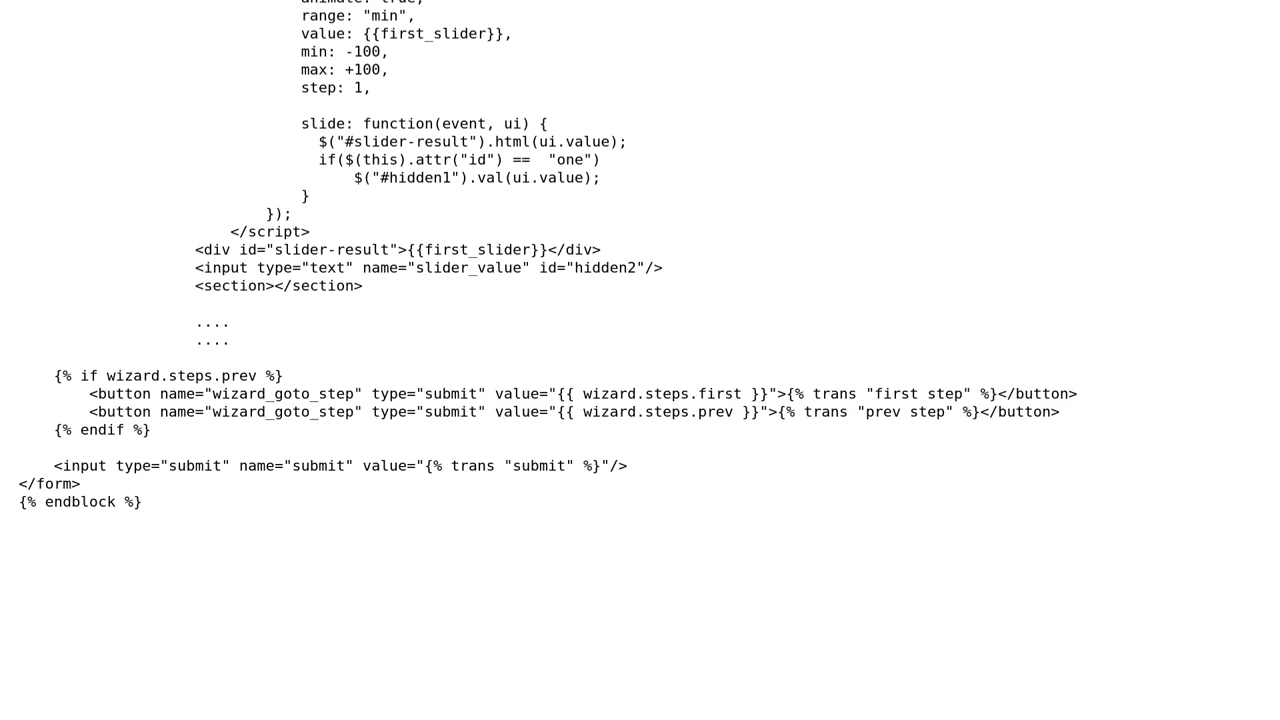 animate: true,
range: "min",
value: {{first_slider}},
min: -100,
max: +100,
step: 1,
slide: function(event, ui) {
$("#slider-result").html(ui.value);
if($(this).attr("id") ==  "one")
$("#hidden1").val(ui.value);
}
});
</script>
<div id="slider-result">{{first_slider}}</div>
<input type="text" name="slider_value" id="hidden2"/>
<section></section>
....
....
{% if wizard.steps.prev %}
<button name="wizard_goto_step" type="submit" value="{{ wizard.steps.first }}">{% trans "first step" %}</button>
<button name="wizard_goto_step" type="submit" value="{{ wizard.steps.prev }}">{% trans "prev step" %}</button>
{% endif %}
<input type="submit" name="submit" value="{% trans "submit" %}"/>
</form>
{% endblock %}